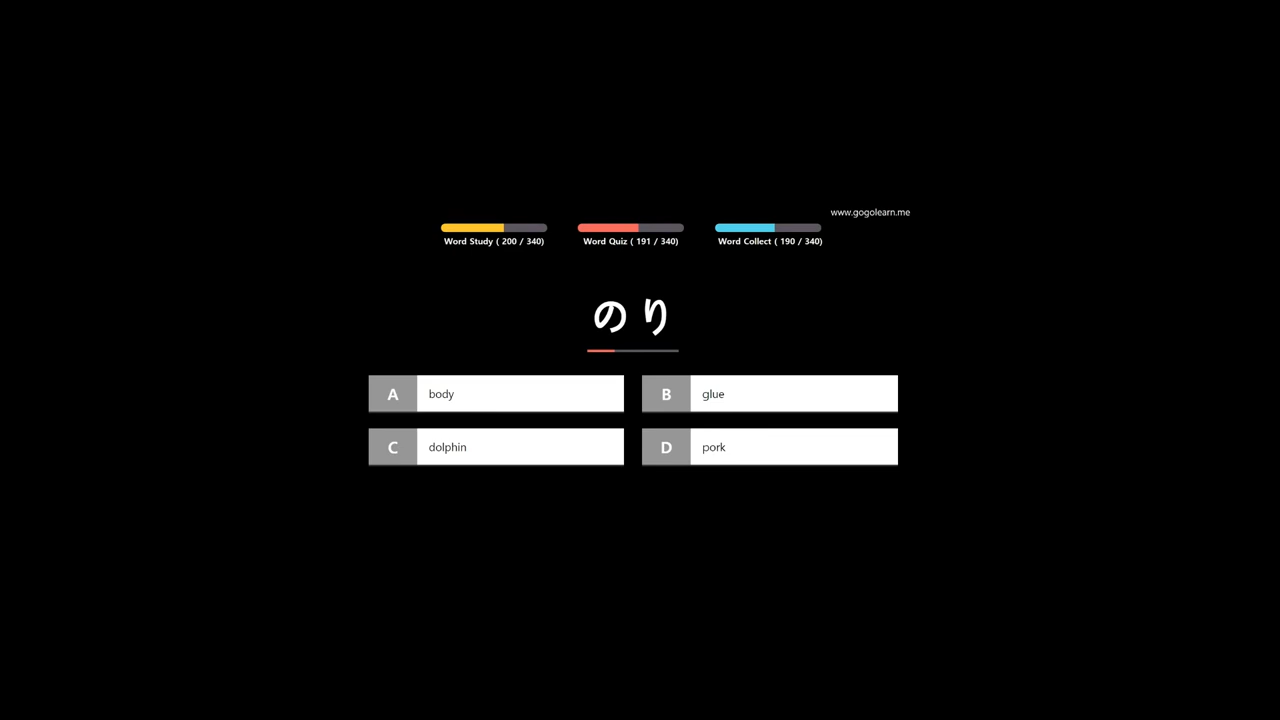 www.gogolearn.me
Word Study ( 200 / 340)
Word Quiz ( 191 / 340)
Word Collect ( 190 / 340)
のり
A body
B glue
C dolphin
D pork